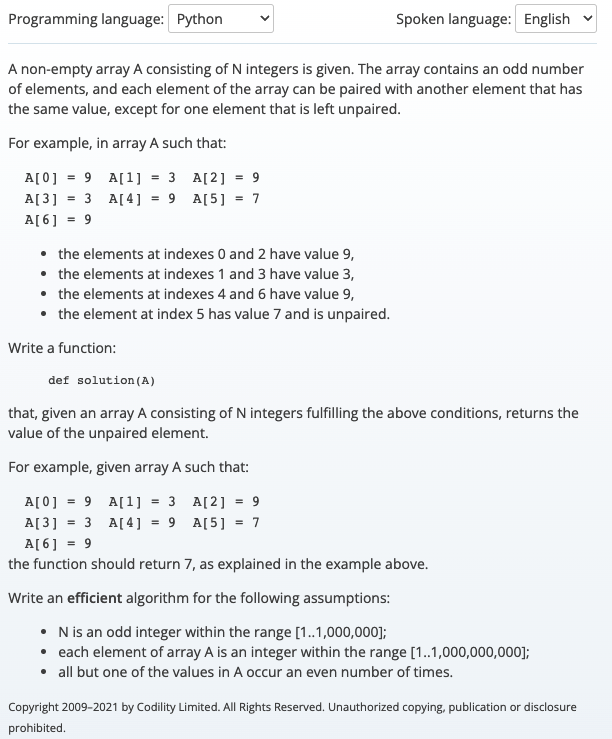 Programming language: Python Spoken language: English
A non-empty array A consisting of N integers is given. The array contains an odd number
of elements, and each element of the array can be paired with another element that has
the same value, except for one element that is left unpaired.
For example, in array A such that:
A[0] = 9 A[1] = 3 A[2] = 9
A[3] = 3 A[4] = 9 A[5] = 7
A[6] = 9
• the elements at indexes 0 and 2 have value 9,
• the elements at indexes 1 and 3 have value 3,
• the elements at indexes 4 and 6 have value 9,
• the element at index 5 has value 7 and is unpaired.
Write a function:
def solution(A)
that, given an array A consisting of N integers fulfilling the above conditions, returns the
value of the unpaired element.
For example, given array A such that:
A[0] = 9 A[1] = 3 A[2] = 9
A[3] = 3 A[4] = 9 A[5] = 7
A[6] = 9
the function should return 7, as explained in the example above.
Write an efficient algorithm for the following assumptions:
• N is an odd integer within the range [1..1,000,000];
• each element of array A is an integer within the range [1..1,000,000,000];
• all but one of the values in A occur an even number of times.
Copyright 2009–2021 by Codility Limited. All Rights Reserved. Unauthorized copying, publication or disclosure
prohibited.